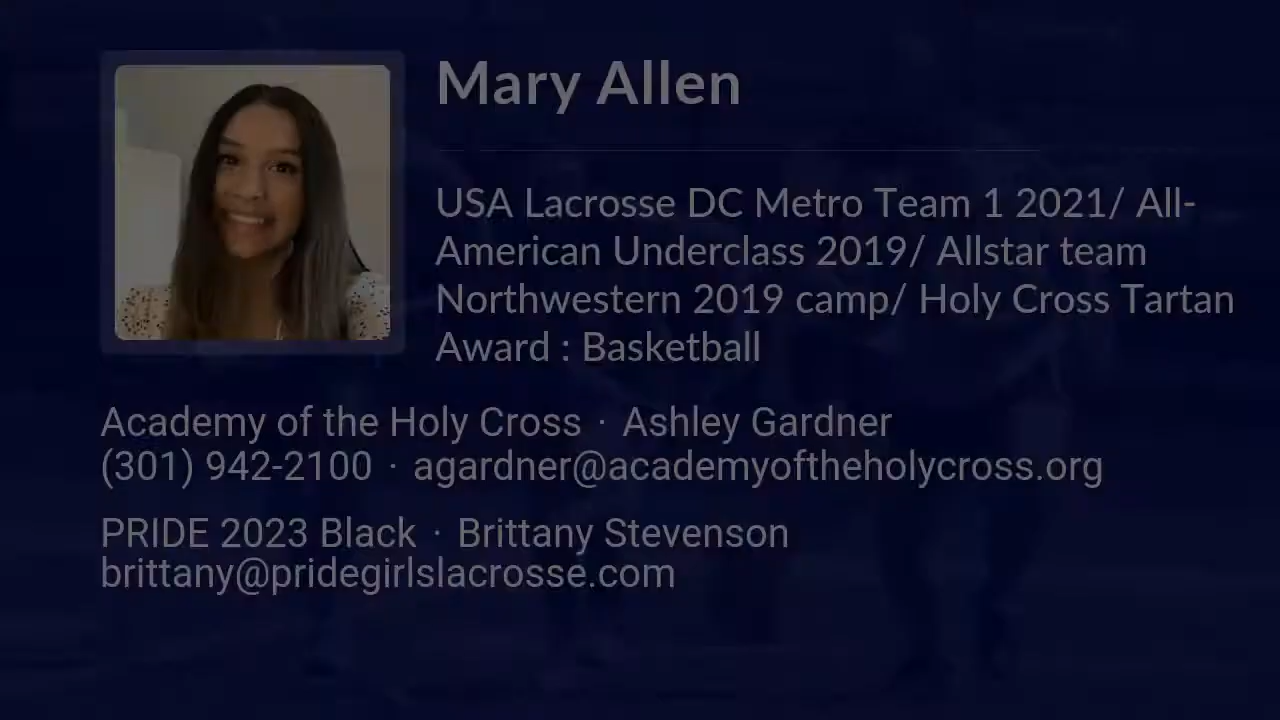 Mary Allen
USA Lacrosse DC Metro Team 1 2021/ All-
American Underclass 2019/ Allstar team
Northwestern 2019 camp/ Holy Cross Tartan
Award : Basketball
Academy of the Holy Cross · Ashley Gardner
(301) 942-2100 · agardner@academyoftheholycross.org
PRIDE 2023 Black · Brittany Stevenson
brittany@pridegirlslacrosse.com